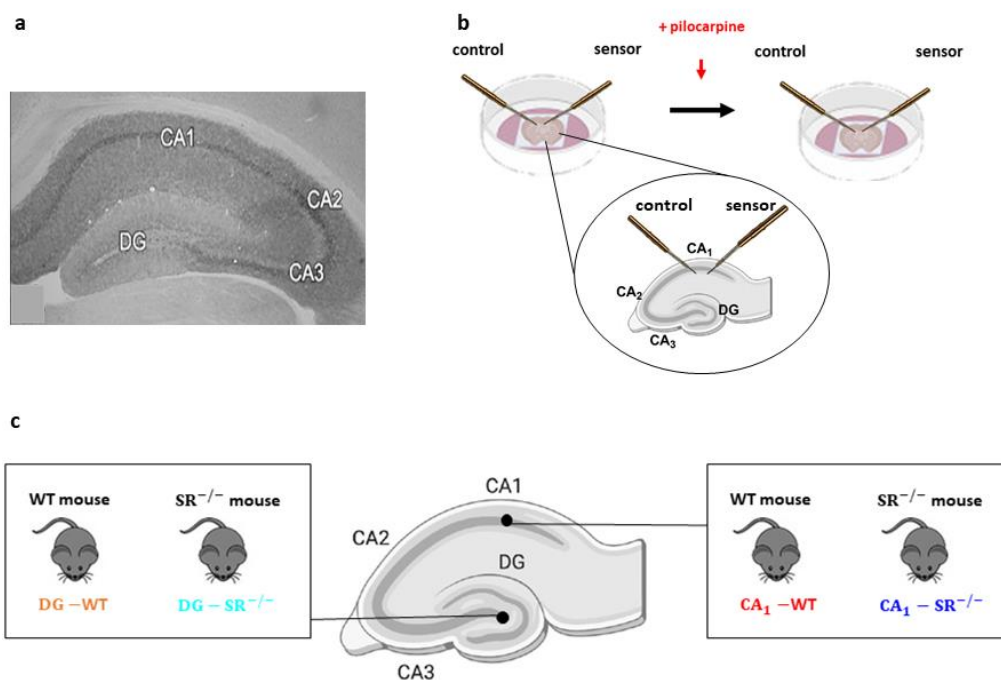 a
CA1
CA2
DG
CA3
b
+ pilocarpine
control sensor
control sensor
control sensor
CA₁
CA₂
DG
CA₃
c
WT mouse SR⁻/⁻ mouse
DG –WT DG – SR⁻/⁻
CA1
CA2
DG
CA3
WT mouse SR⁻/⁻ mouse
CA₁ –WT CA₁ – SR⁻/⁻